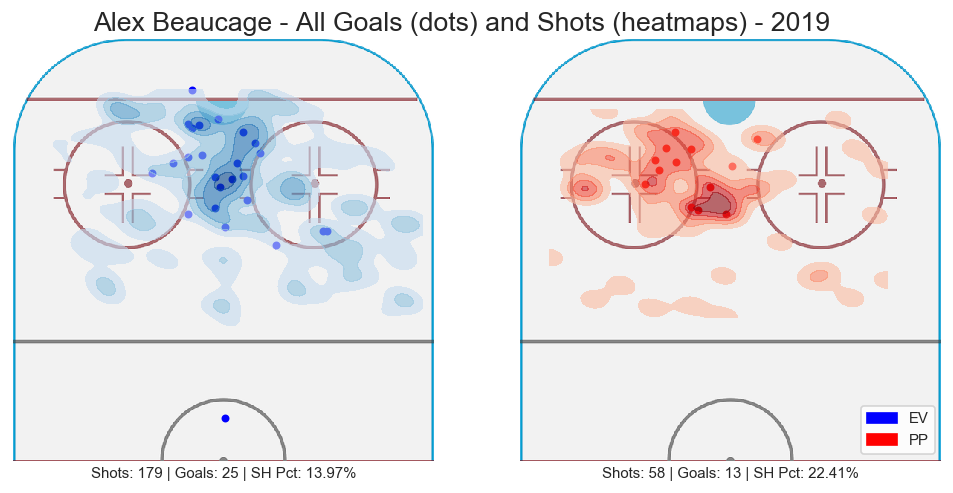 Alex Beaucage - All Goals (dots) and Shots (heatmaps) - 2019
EV
PP
Shots: 179 | Goals: 25 | SH Pct: 13.97%
Shots: 58 | Goals: 13 | SH Pct: 22.41%